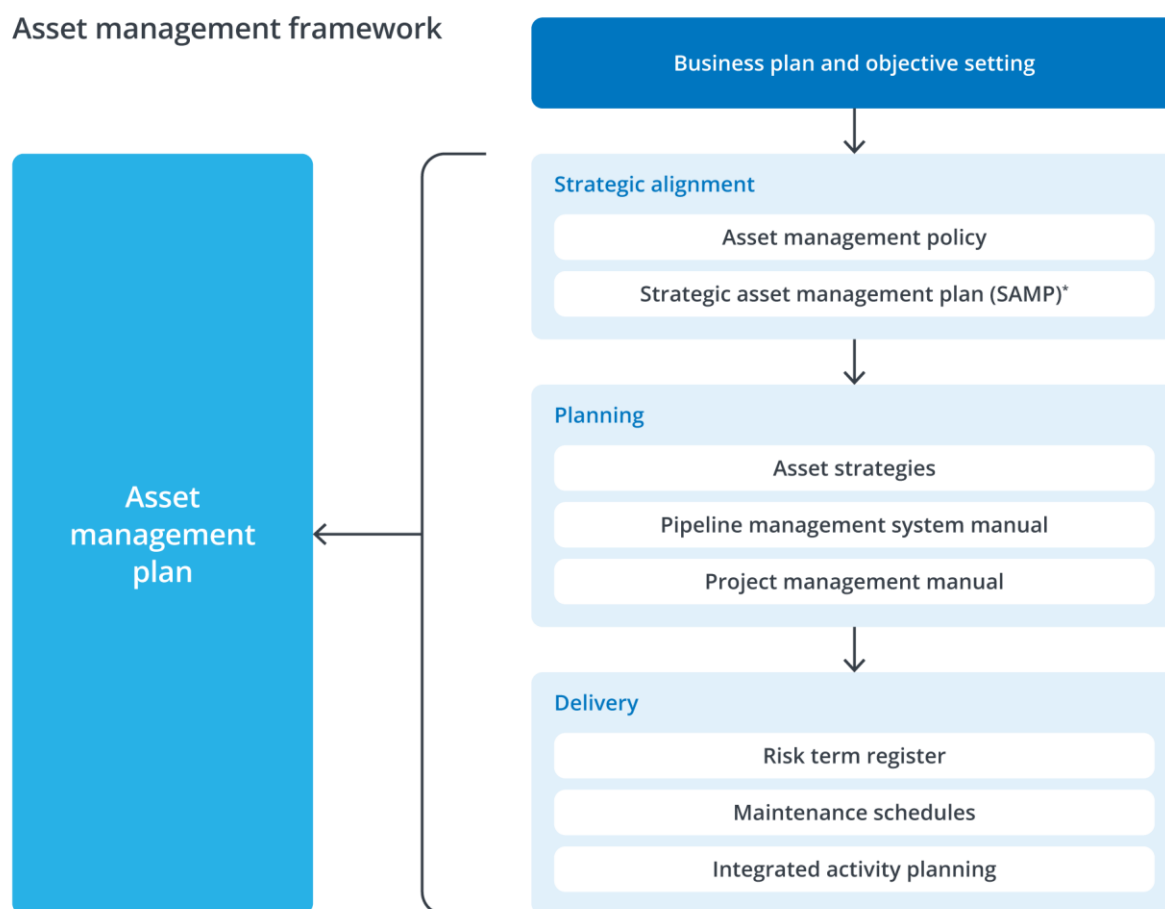 Asset management framework
Business plan and objective setting
Strategic alignment
Asset management policy
Strategic asset management plan (SAMP)*
Planning
Asset strategies
Pipeline management system manual
Project management manual
Delivery
Risk term register
Maintenance schedules
Integrated activity planning
Asset
management
plan